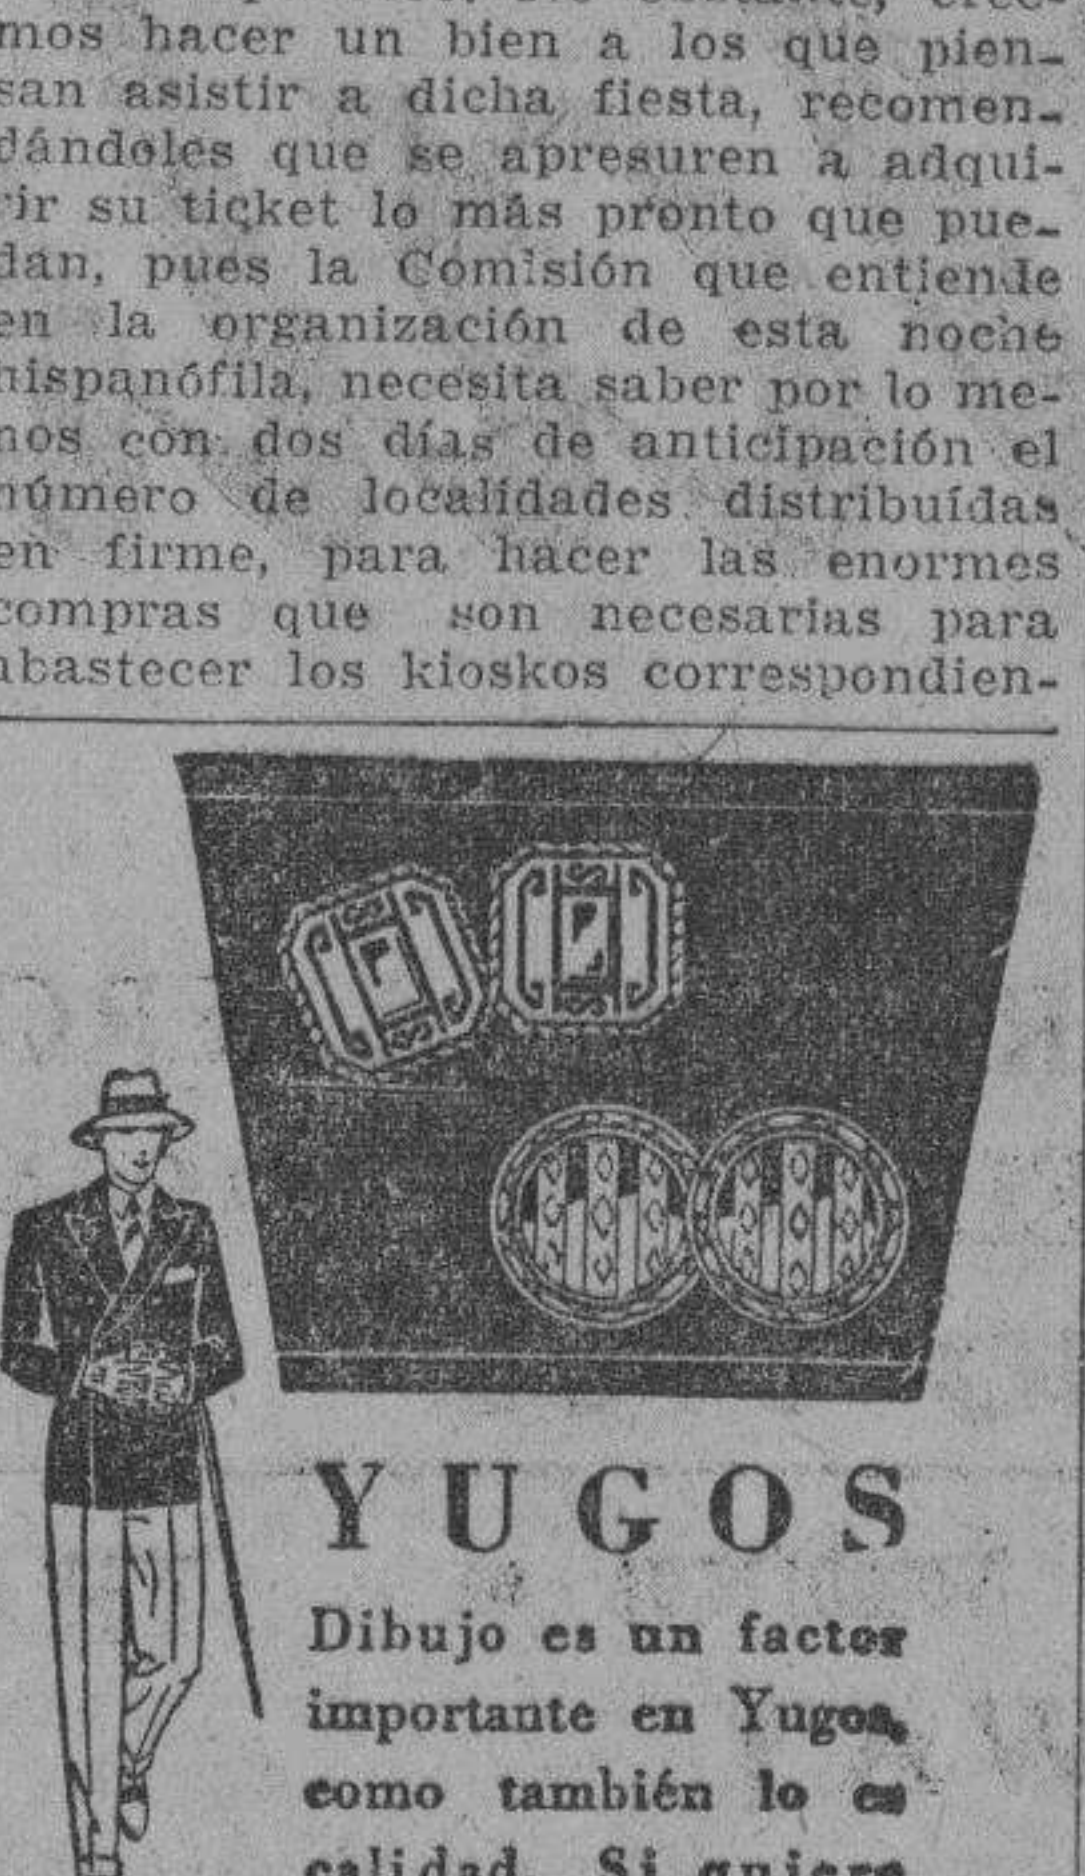 mos hacer un bien a los que pien-
san asistir a dicha fiesta, recomen-
dándoles que se apresuren a adqui-
rir su ticket lo más pronto que pue-
dan, pues la Comisión que entiende
en la organización de esta noche
hispanófila, necesita saber por lo me-
nos con dos días de anticipación el
número de localidades distribuídas
en firme, para hacer las enormes
compras que son necesarias para
abastecer los kioskos correspondien-
YUGOS
Dibujo es un factor
importante en Yugos,
como también lo es
calidad. Si quiere